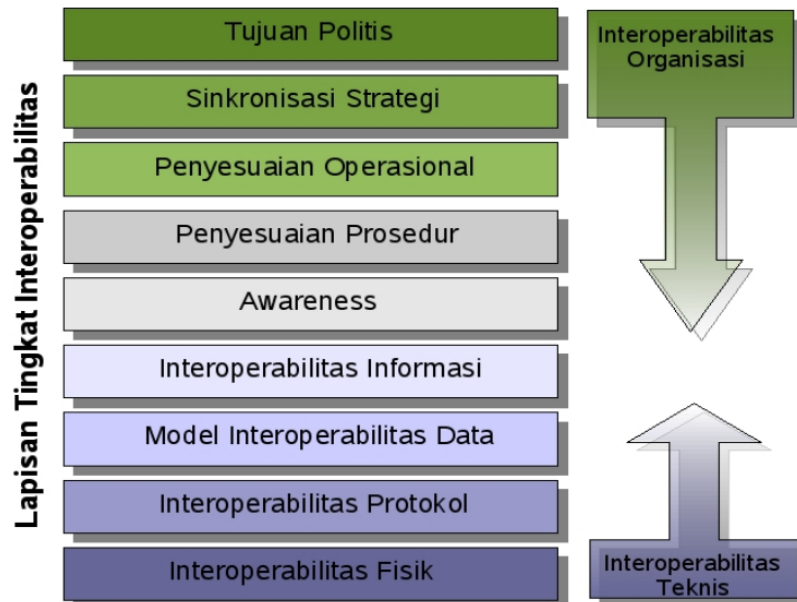 Lapisan Tingkat Interoperabilitas
Tujuan Politis
Sinkronisasi Strategi
Penyesuaian Operasional
Penyesuaian Prosedur
Awareness
Interoperabilitas Informasi
Model Interoperabilitas Data
Interoperabilitas Protokol
Interoperabilitas Fisik
Interoperabilitas
Organisasi
Interoperabilitas
Teknis